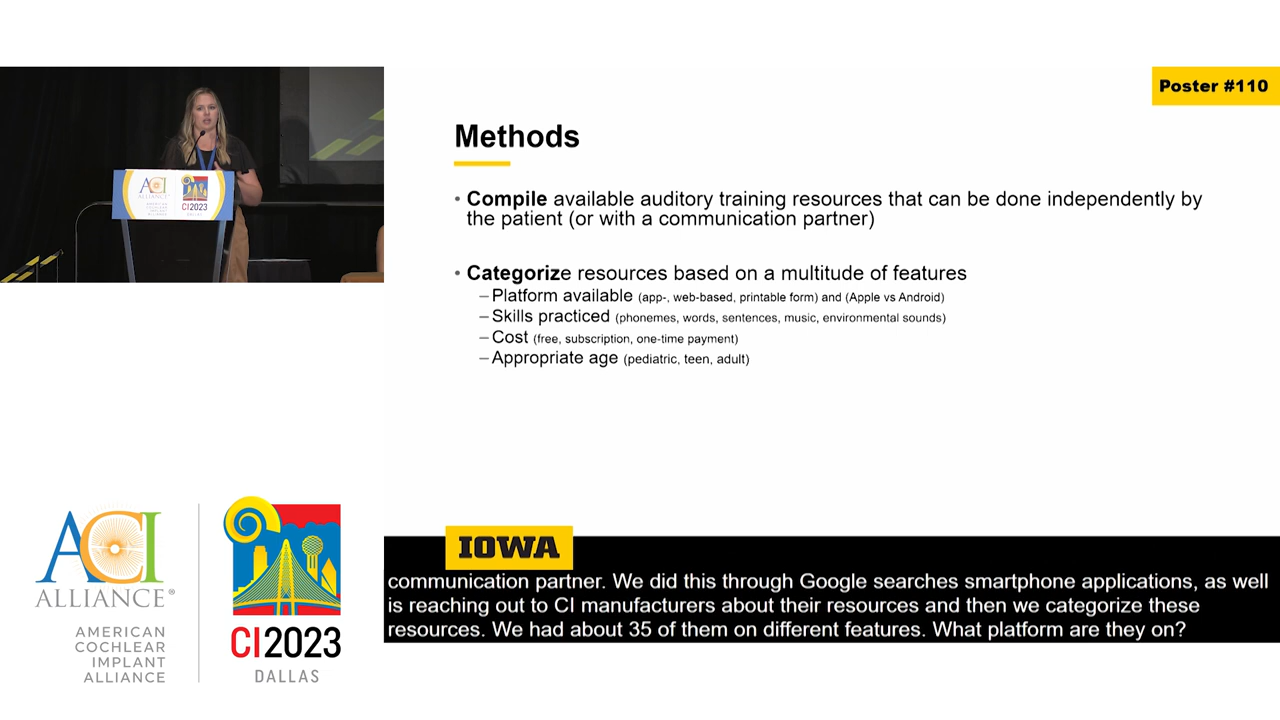 Poster #110
Methods
• Compile available auditory training resources that can be done independently by
the patient (or with a communication partner)
• Categorize resources based on a multitude of features
–Platform available (app-, web-based, printable form) and (Apple vs Android)
–Skills practiced (phonemes, words, sentences, music, environmental sounds)
–Cost (free, subscription, one-time payment)
–Appropriate age (pediatric, teen, adult)
ACI
ALLIANCE
CI2023
DALLAS
IOWA
communication partner. We did this through Google searches smartphone applications, as well
is reaching out to CI manufacturers about their resources and then we categorize these
resources. We had about 35 of them on different features. What platform are they on?
ACI
ALLIANCE®
AMERICAN
COCHLEAR
IMPLANT
ALLIANCE
CI2023
DALLAS